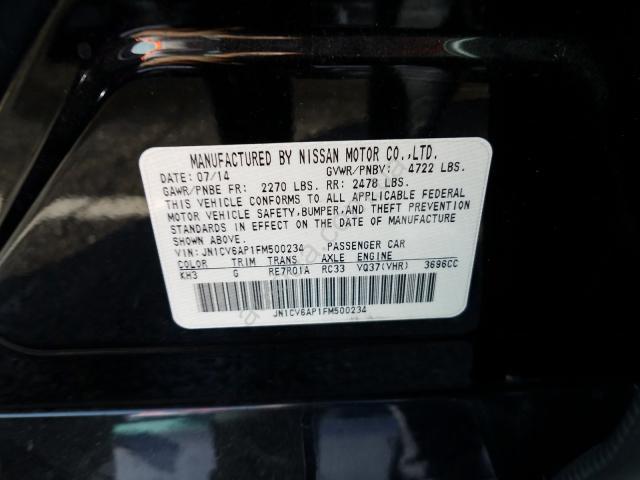 MANUFACTURED BY NISSAN MOTOR CO.,LTD.
DATE: 07/14 GVWR/PNBV: 4722 LBS.
GAWR/PNBE FR: 2270 LBS. RR: 2478 LBS.
THIS VEHICLE CONFORMS TO ALL APPLICABLE FEDERAL
MOTOR VEHICLE SAFETY,BUMPER,AND THEFT PREVENTION
STANDARDS IN EFFECT ON THE DATE OF MANUFACTURE
SHOWN ABOVE.
VIN: JN1CV6AP1FM500234 PASSENGER CAR
COLOR TRIM TRANS AXLE ENGINE
KH3 G RE7R01A RC33 VQ37(VHR) 3696CC
JN1CV6AP1FM500234